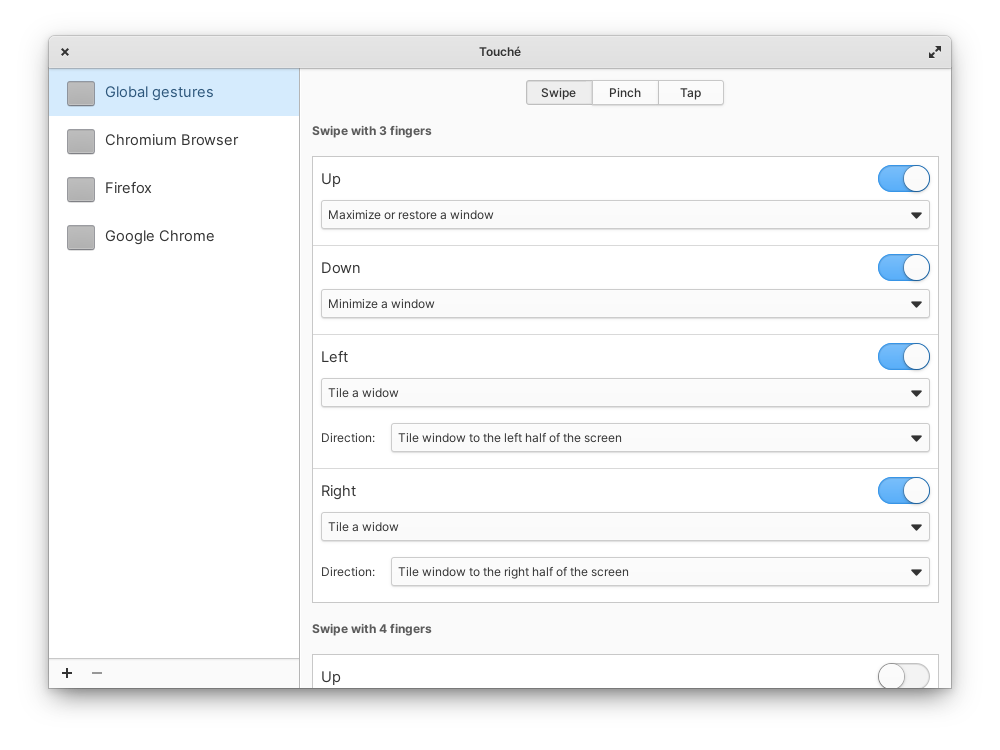 Touché
Global gestures
Chromium Browser
Firefox
Google Chrome
Swipe Pinch Tap
Swipe with 3 fingers
Up
Maximize or restore a window
Down
Minimize a window
Left
Tile a widow
Direction: Tile window to the left half of the screen
Right
Tile a widow
Direction: Tile window to the right half of the screen
Swipe with 4 fingers
Up